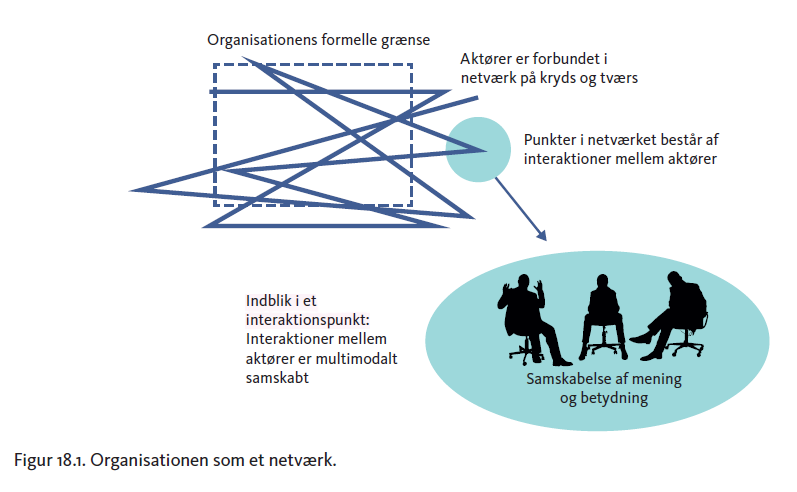 Organisationens formelle grænse
Aktører er forbundet i
netværk på kryds og tværs
Punkter i netværket består af
interaktioner mellem aktører
Indblik i et
interaktionspunkt:
Interaktioner mellem
aktører er multimodalt
samskabt
Samskabelse af mening
og betydning
Figur 18.1. Organisationen som et netværk.